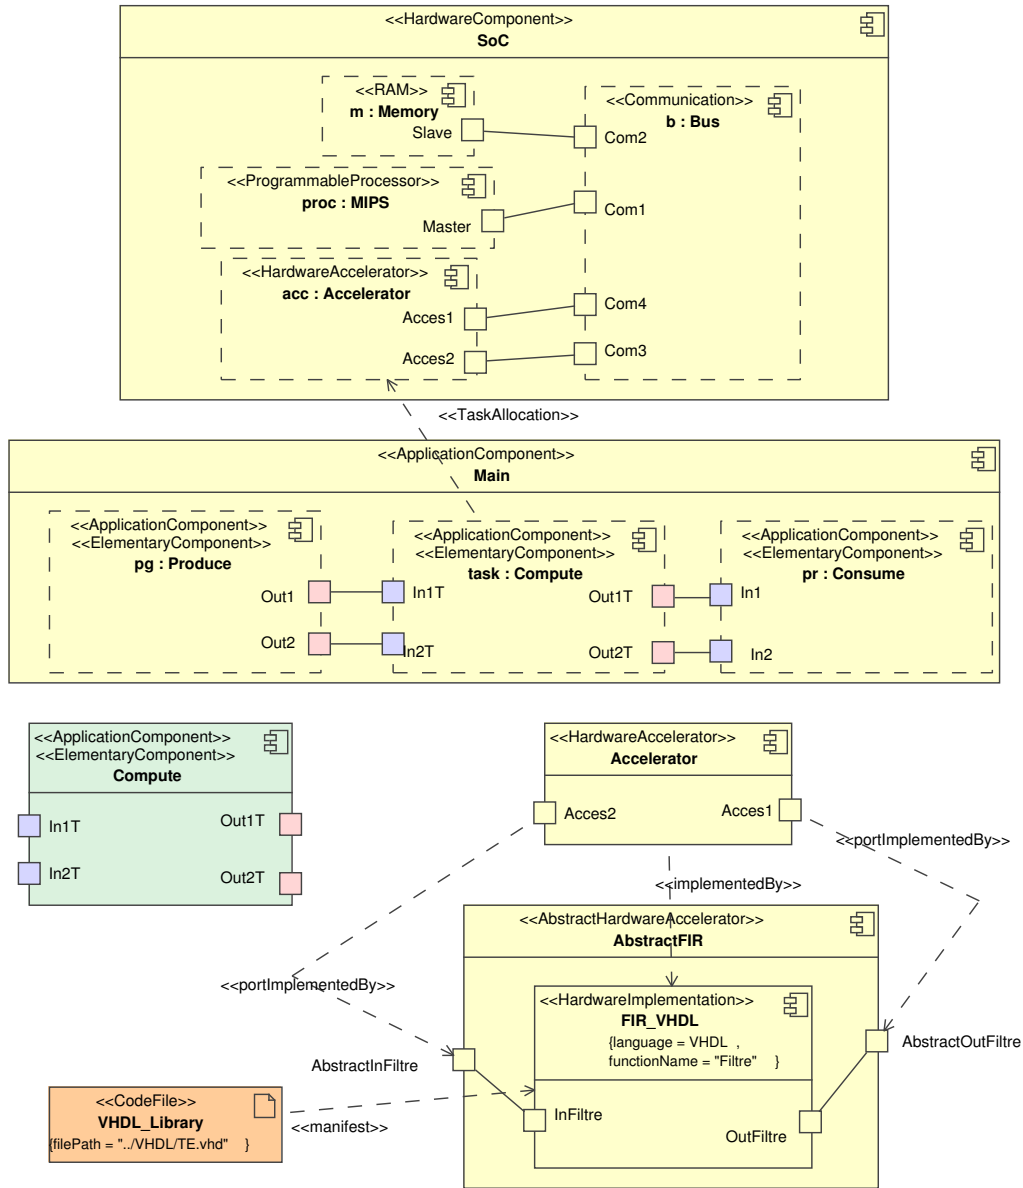 <<HardwareComponent>>
SoC
<<RAM>>
m : Memory
Slave
<<Communication>>
b : Bus
Com2
<<ProgrammableProcessor>>
proc : MIPS
Master
Com1
<<HardwareAccelerator>>
acc : Accelerator
Acces1
Com4
Acces2
Com3
<<TaskAllocation>>
<<ApplicationComponent>>
Main
<<ApplicationComponent>>
<<ElementaryComponent>>
pg : Produce
Out1
Out2
<<ApplicationComponent>>
<<ElementaryComponent>>
task : Compute
In1T
In2T
Out1T
Out2T
<<ApplicationComponent>>
<<ElementaryComponent>>
pr : Consume
In1
In2
<<ApplicationComponent>>
<<ElementaryComponent>>
Compute
In1T
Out1T
In2T
Out2T
<<HardwareAccelerator>>
Accelerator
Acces2
Acces1
<<portImplementedBy>>
<<implementedBy>>
<<AbstractHardwareAccelerator>>
AbstractFIR
<<portImplementedBy>>
<<HardwareImplementation>>
FIR_VHDL
{language = VHDL ,
functionName = "Filtre" }
AbstractInFiltre
AbstractOutFiltre
InFiltre
OutFiltre
<<CodeFile>>
VHDL_Library
{filePath = "../VHDL/TE.vhd" }
<<manifest>>